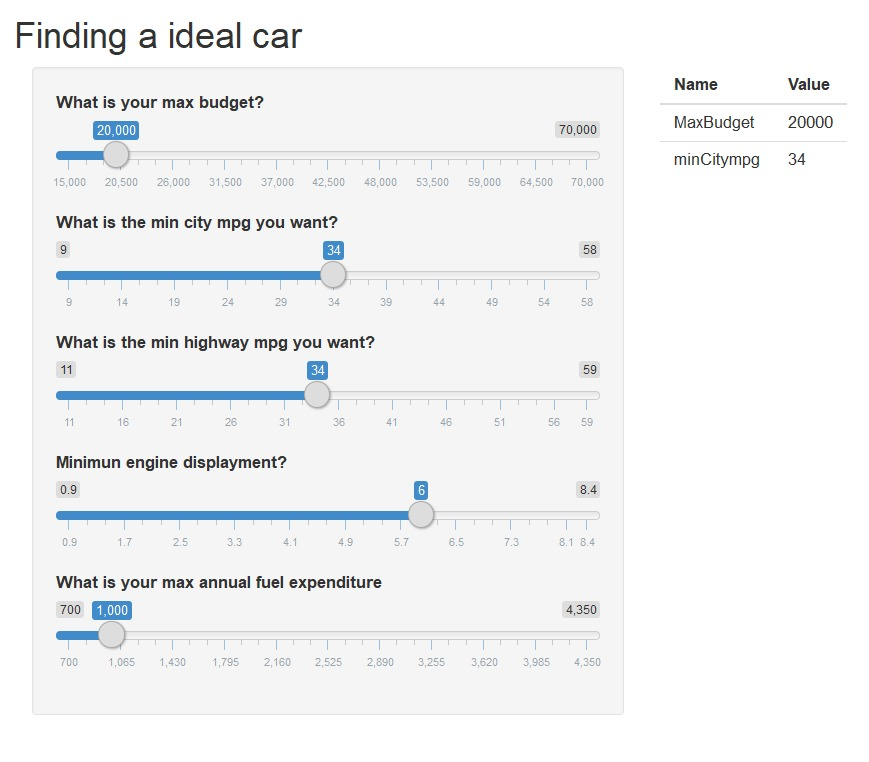 Finding a ideal car
What is your max budget?
20,000 70,000
15,000 20,500 26,000 31,500 37,000 42,500 48,000 53,500 59,000 64,500 70,000
What is the min city mpg you want?
9 34 58
9 14 19 24 29 34 39 44 49 54 58
What is the min highway mpg you want?
11 34 59
11 16 21 26 31 36 41 46 51 56 59
Minimun engine displayment?
0.9 6 8.4
0.9 1.7 2.5 3.3 4.1 4.9 5.7 6.5 7.3 8.1 8.4
What is your max annual fuel expenditure
700 1,000 4,350
700 1,065 1,430 1,795 2,160 2,525 2,890 3,255 3,620 3,985 4,350
Name Value
MaxBudget 20000
minCitympg 34